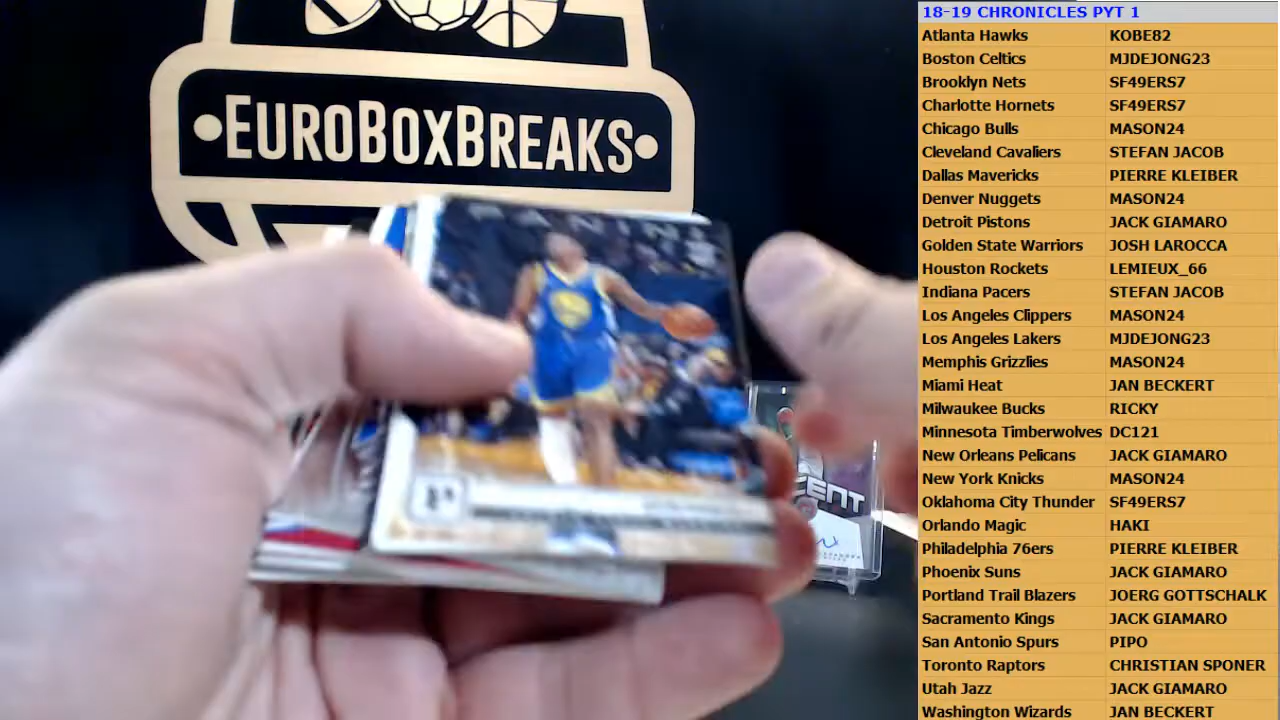 •EUROBOXBREAKS•
PANINI
CENT
18-19 CHRONICLES PYT 1
Atlanta Hawks KOBE82
Boston Celtics MJDEJONG23
Brooklyn Nets SF49ERS7
Charlotte Hornets SF49ERS7
Chicago Bulls MASON24
Cleveland Cavaliers STEFAN JACOB
Dallas Mavericks PIERRE KLEIBER
Denver Nuggets MASON24
Detroit Pistons JACK GIAMARO
Golden State Warriors JOSH LAROCCA
Houston Rockets LEMIEUX_66
Indiana Pacers STEFAN JACOB
Los Angeles Clippers MASON24
Los Angeles Lakers MJDEJONG23
Memphis Grizzlies MASON24
Miami Heat JAN BECKERT
Milwaukee Bucks RICKY
Minnesota Timberwolves DC121
New Orleans Pelicans JACK GIAMARO
New York Knicks MASON24
Oklahoma City Thunder SF49ERS7
Orlando Magic HAKI
Philadelphia 76ers PIERRE KLEIBER
Phoenix Suns JACK GIAMARO
Portland Trail Blazers JOERG GOTTSCHALK
Sacramento Kings JACK GIAMARO
San Antonio Spurs PIPO
Toronto Raptors CHRISTIAN SPONER
Utah Jazz JACK GIAMARO
Washington Wizards JAN BECKERT